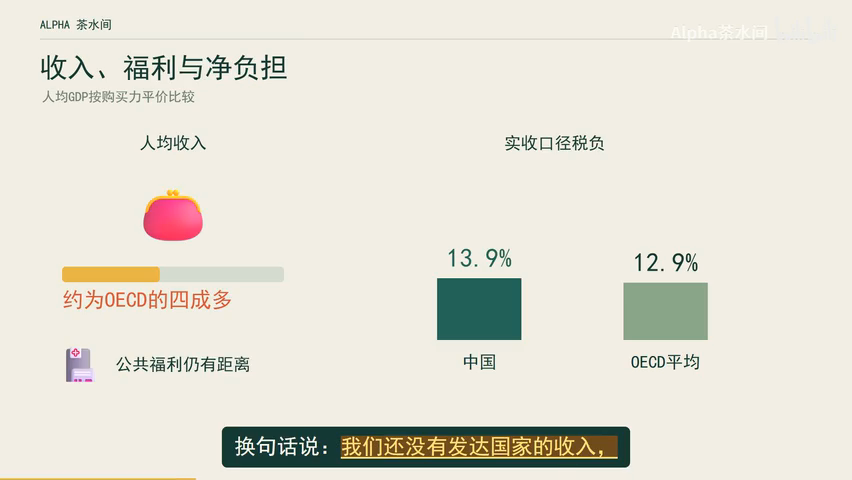 ALPHA 茶水间
Alpha茶水间
收入、福利与净负担
人均GDP按购买力平价比较
人均收入
实收口径税负
13.9%
12.9%
约为OECD的四成多
公共福利仍有距离
中国
OECD平均
换句话说：我们还没有发达国家的收入，